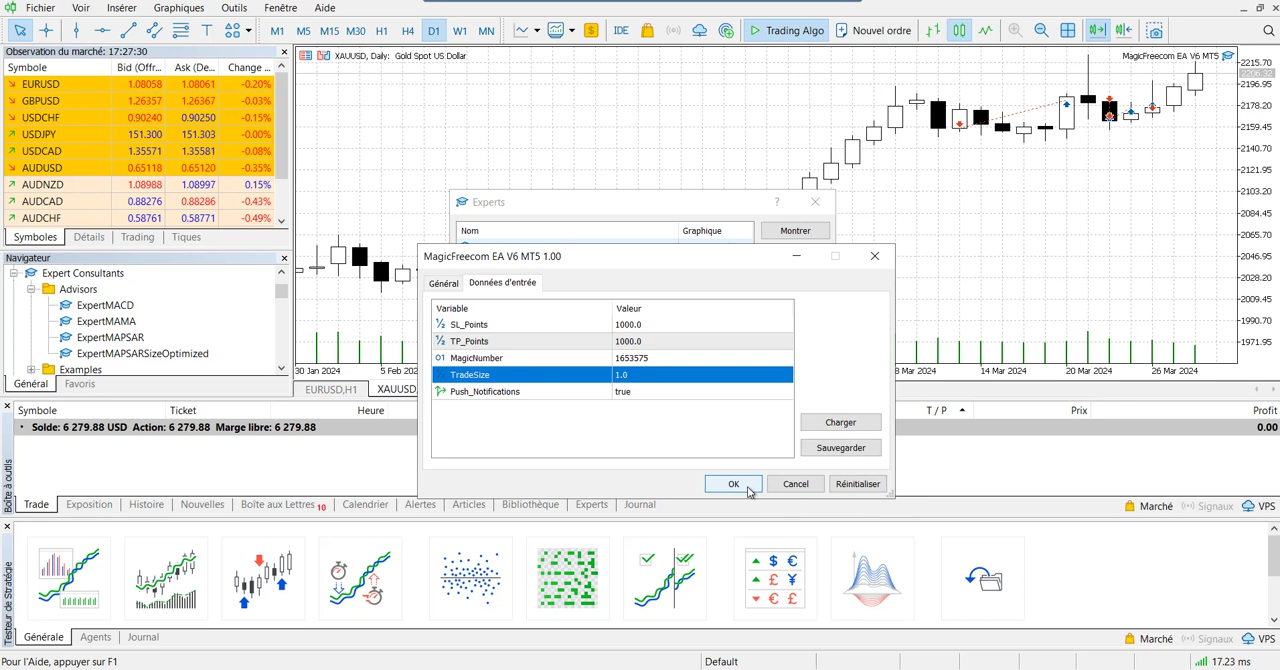 Fichier Voir Insérer Graphiques Outils Fenêtre Aide
M1 M5 M15 M30 H1 H4 D1 W1 MN IDE Trading Algo Nouvel ordre
Observation du marché: 17:27:30
Symbole Bid (Offr... Ask (De... Change ...
EURUSD 1.08058 1.08061 -0.20%
GBPUSD 1.26357 1.26367 -0.03%
USDCHF 0.90240 0.90250 -0.15%
USDJPY 151.300 151.303 -0.00%
USDCAD 1.35571 1.35581 -0.08%
AUDUSD 0.65118 0.65120 -0.35%
AUDNZD 1.08988 1.08997 0.15%
AUDCAD 0.88276 0.88286 -0.43%
AUDCHF 0.58761 0.58771 -0.49%
Symboles Détails Trading Tiques
Navigateur
Expert Consultants
Advisors
ExpertMACD
ExpertMAMA
ExpertMAPSAR
ExpertMAPSARSizeOptimized
Examples
Général Favoris
XAUUSD, Daily: Gold Spot US Dollar
MagicFreecom EA V6 MT5
2215.70
2206.32
2196.95
2178.20
2159.45
2140.70
2121.95
2103.20
2084.45
2065.70
2046.95
2028.20
2009.45
1990.70
1971.95
30 Jan 2024 5 Feb 2 8 Mar 2024 14 Mar 2024 20 Mar 2024 26 Mar 2024
EURUSD,H1 XAUUSD,
Experts ?
Nom Graphique Montrer
MagicFreecom EA V6 MT5 1.00
Général Données d'entrée
Variable Valeur
SL_Points 1000.0
TP_Points 1000.0
MagicNumber 1653575
TradeSize 1.0
Push_Notifications true
Charger
Sauvegarder
OK Cancel Réinitialiser
Symbole Ticket Heure T / P Prix Profit
Solde: 6 279.88 USD Action: 6 279.88 Marge libre: 6 279.88 0.00
Boîte à outils
Trade Exposition Histoire Nouvelles Boîte aux Lettres 10 Calendrier Alertes Articles Bibliothèque Experts Journal Marché Signaux VPS
Testeur de Stratégie
Générale Agents Journal Marché Signaux VPS
Pour l'Aide, appuyer sur F1 Default 17.23 ms